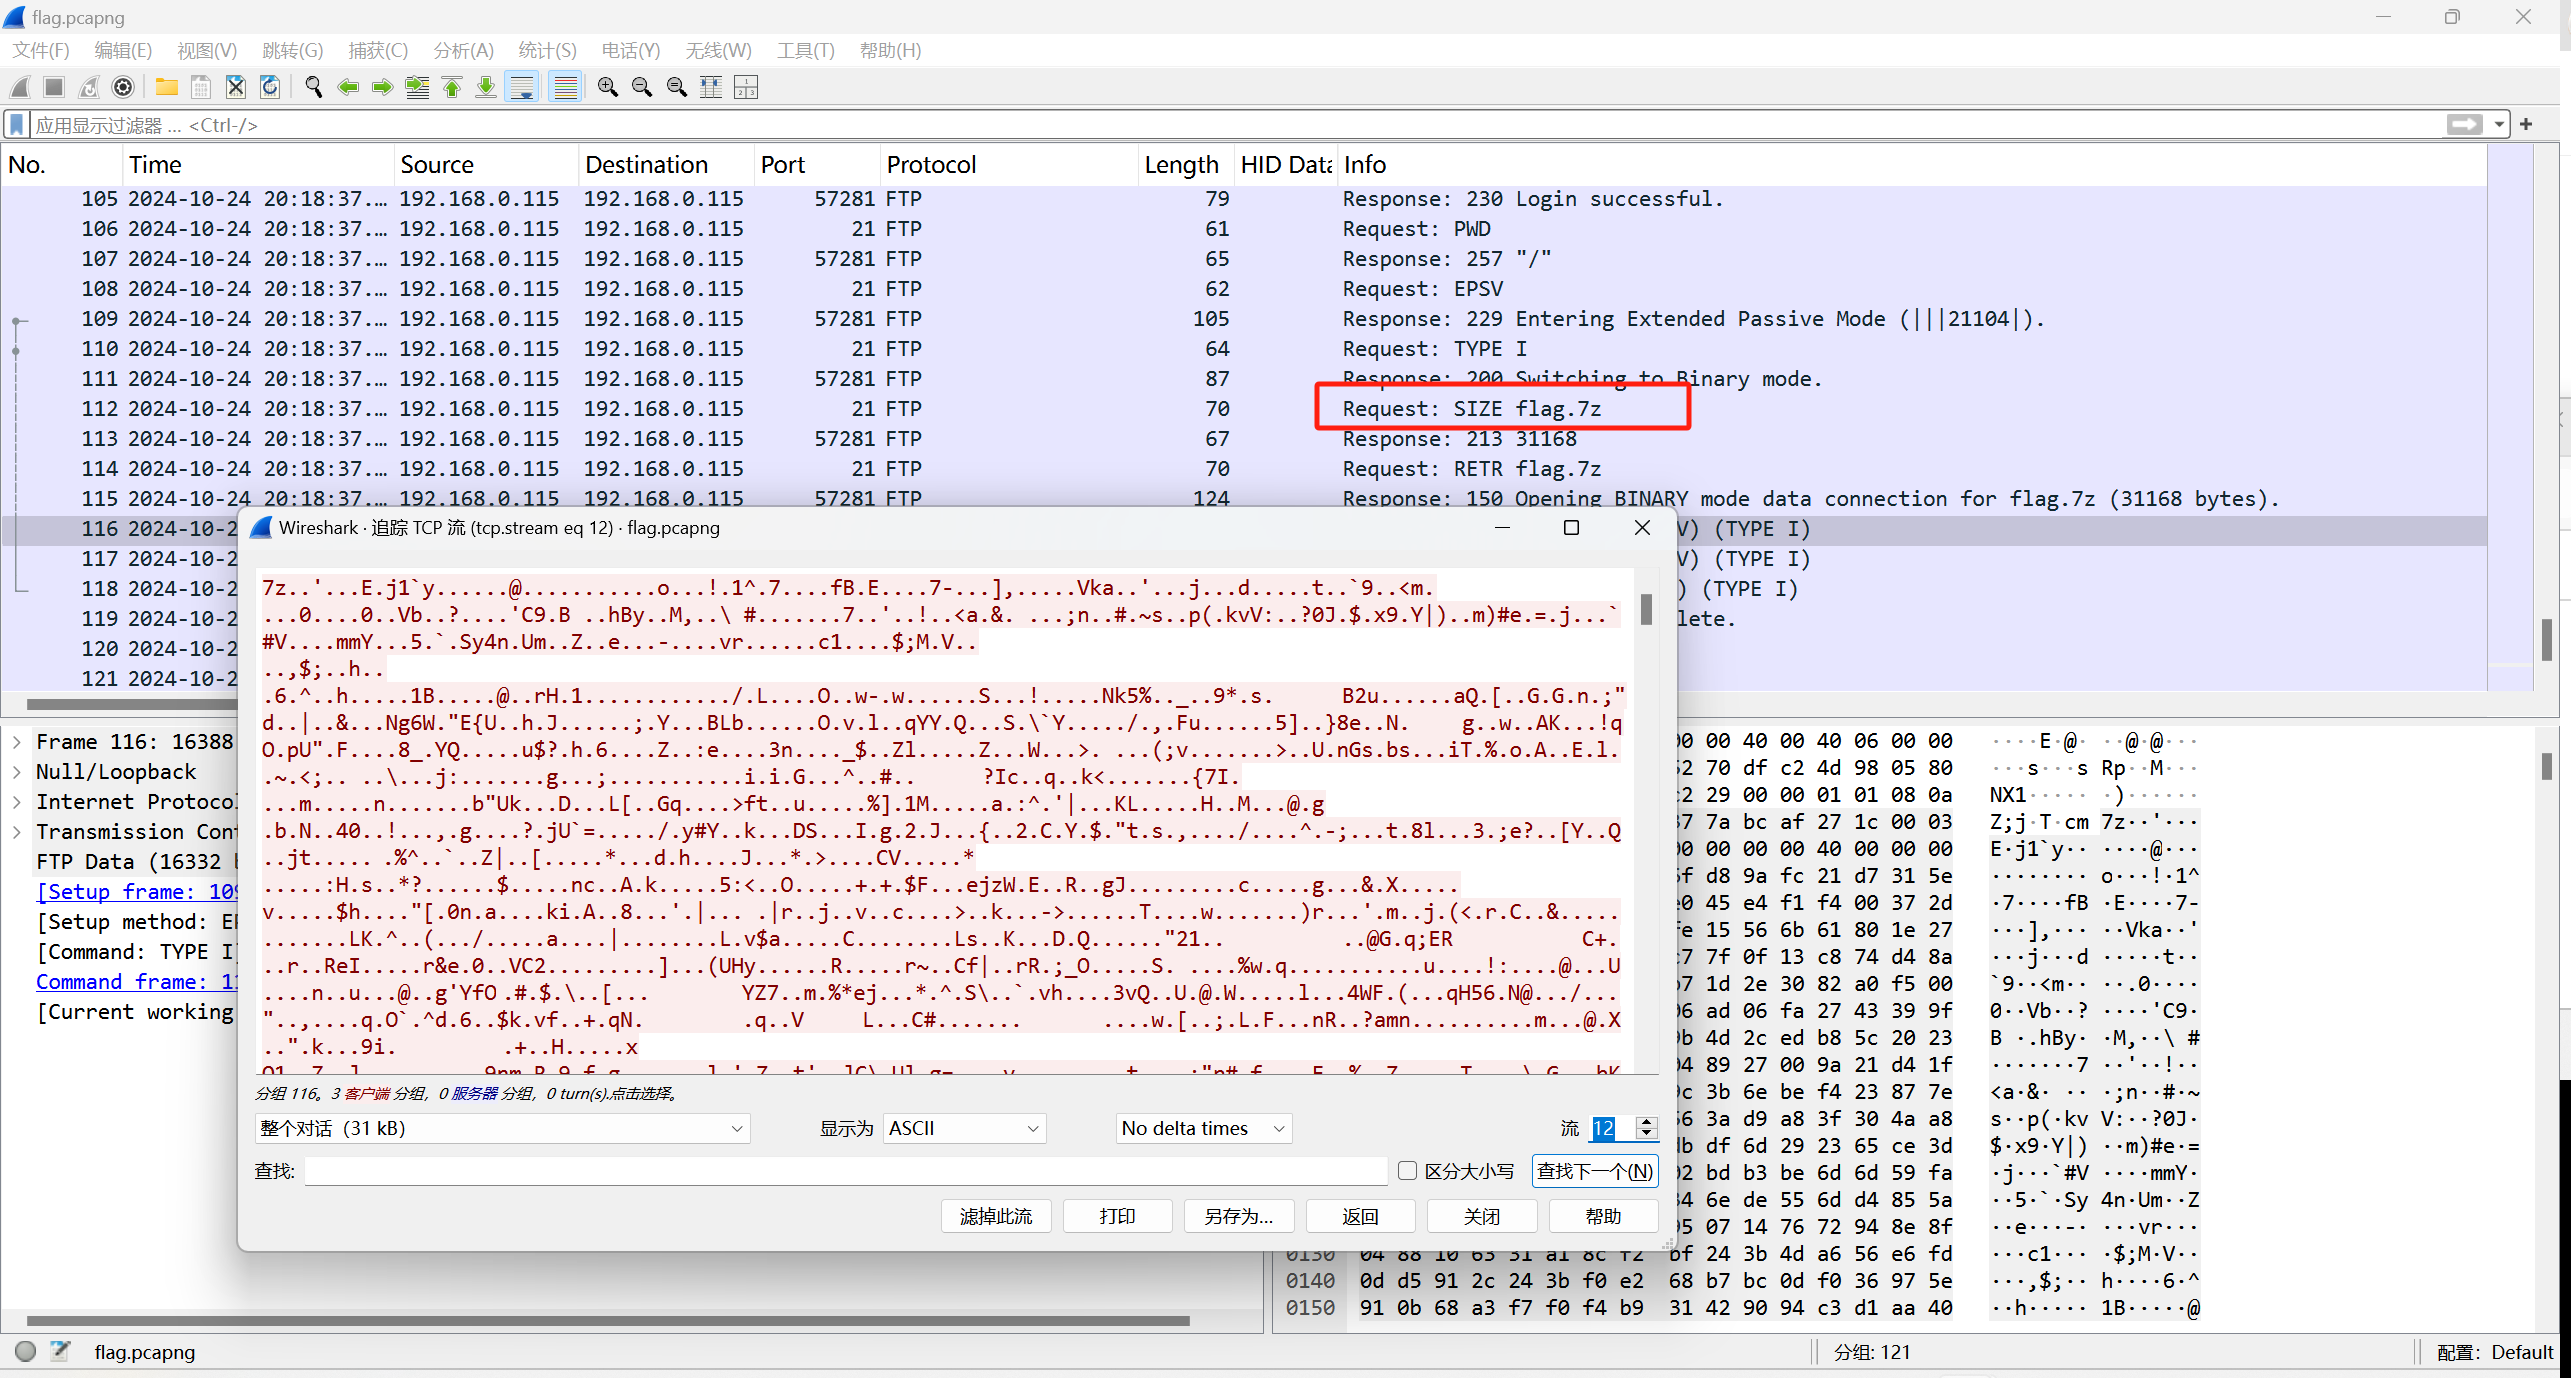 flag.pcapng
文件(F) 编辑(E) 视图(V) 跳转(G) 捕获(C) 分析(A) 统计(S) 电话(Y) 无线(W) 工具(T) 帮助(H)
应用显示过滤器 … <Ctrl-/>
No. Time Source Destination Port Protocol Length HID Data Info
105 2024-10-24 20:18:37.… 192.168.0.115 192.168.0.115 57281 FTP 79 Response: 230 Login successful.
106 2024-10-24 20:18:37.… 192.168.0.115 192.168.0.115 21 FTP 61 Request: PWD
107 2024-10-24 20:18:37.… 192.168.0.115 192.168.0.115 57281 FTP 65 Response: 257 "/"
108 2024-10-24 20:18:37.… 192.168.0.115 192.168.0.115 21 FTP 62 Request: EPSV
109 2024-10-24 20:18:37.… 192.168.0.115 192.168.0.115 57281 FTP 105 Response: 229 Entering Extended Passive Mode (|||21104|).
110 2024-10-24 20:18:37.… 192.168.0.115 192.168.0.115 21 FTP 64 Request: TYPE I
111 2024-10-24 20:18:37.… 192.168.0.115 192.168.0.115 57281 FTP 87 Response: 200 Switching to Binary mode.
112 2024-10-24 20:18:37.… 192.168.0.115 192.168.0.115 21 FTP 70 Request: SIZE flag.7z
113 2024-10-24 20:18:37.… 192.168.0.115 192.168.0.115 57281 FTP 67 Response: 213 31168
114 2024-10-24 20:18:37.… 192.168.0.115 192.168.0.115 21 FTP 70 Request: RETR flag.7z
115 2024-10-24 20:18:37.… 192.168.0.115 192.168.0.115 57281 FTP 124 Response: 150 Opening BINARY mode data connection for flag.7z (31168 bytes).
116 2024-10-2 V) (TYPE I)
117 2024-10-2 V) (TYPE I)
118 2024-10-2 ) (TYPE I)
119 2024-10-2 lete.
120 2024-10-2
121 2024-10-2
Wireshark · 追踪 TCP 流 (tcp.stream eq 12) · flag.pcapng
7z..'...E.j1`y......@...........o...!.1^.7....fB.E....7-...],.....Vka..'...j...d.....t..`9..<m.
...0....0..Vb..?....'C9.B ..hBy..M,..\ #.......7..'..!..<a.&. ...;n..#.~s..p(.kvV:..?0J.$.x9.Y|)..m)#e.=.j...`
#V....mmY...5.`.Sy4n.Um..Z..e...-....vr......c1....$;M.V..
..,$;..h..
.6.^..h.....1B.....@..rH.1............/.L....O..w-.w......S...!.....Nk5%.._..9*.s. B2u......aQ.[..G.G.n.;"
d..|..&...Ng6W."E{U..h.J......;.Y...BLb......O.v.l..qYY.Q...S.\`Y...../.,.Fu......5]..}8e..N. g..w..AK...!q
O.pU".F....8_.YQ.....u$?.h.6....Z..:e....3n...._$..Zl.....Z...W...>. ...(;v.......>..U.nGs.bs...iT.%.o.A..E.l.
.~.<;.. ..\...j:.......g...;...........i.i.G...^..#.. ?Ic..q..k<.......{7I.
...m.....n.......b"Uk...D...L[..Gq....>ft..u.....%].1M.....a.:^.'|...KL.....H..M...@.g
.b.N..40..!...,.g....?.jU`=...../.y#Y..k...DS...I.g.2.J...{..2.C.Y.$."t.s.,..../....^.-;...t.8l...3.;e?..[Y..Q
..jt..... .%^..`..Z|..[.....*...d.h....J...*.>....CV.....*
.....:H.s..*?......$.....nc..A.k.....5:<..O.....+.+.$F...ejzW.E..R..gJ.........c.....g...&.X.....
v.....$h...."[.0n.a....ki.A..8...'.|... .|r..j..v..c....>..k...->......T....w.......)r...'.m..j.(<.r.C..&.....
........LK.^..(.../.....a....|........L.v$a.....C........Ls..K...D.Q......"21.. ..@G.q;ER C+.
..r..ReI.....r&e.0..VC2.........]...(UHy......R.....r~..Cf|..rR.;_O.....S. ....%w.q...........u....!:....@...U
....n..u...@..g'YfO.#.$.\..[... YZ7..m.%*ej...*.^.S\..`.vh....3vQ..U.@.W.....l...4WF.(...qH56.N@.../...
"..,....q.O`.^d.6..$k.vf..+.qN. .q..V L...C#....... ....w.[..;.L.F...nR..?amn..........m...@.X
..".k...9i. .+..H.....x
分组 116。3 客户端 分组，0 服务器 分组，0 turn(s).点击选择。
整个对话（31 kB） 显示为 ASCII No delta times 流 12
查找: 区分大小写 查找下一个(N)
滤掉此流 打印 另存为… 返回 关闭 帮助
Frame 116: 16388
Null/Loopback
Internet Protoco
Transmission Con
FTP Data (16332 b
[Setup frame: 109
[Setup method: E
[Command: TYPE I
Command frame: 11
[Current working
00 00 40 00 40 06 00 00 ····E·@· ··@·@···
52 70 df c2 4d 98 05 80 ···s···s Rp··M···
c2 29 00 00 01 01 08 0a NX1····· ·)······
37 7a bc af 27 1c 00 03 Z;j·T·cm 7z··'···
00 00 00 00 40 00 00 00 E·j1`y·· ····@···
6f d8 9a fc 21 d7 31 5e ········ o···!·1^
e0 45 e4 f1 f4 00 37 2d ·7····fB ·E····7-
fe 15 56 6b 61 80 1e 27 ···],··· ··Vka··'
c7 7f 0f 13 c8 74 d4 8a ···j···d ·····t··
b7 1d 2e 30 82 a0 f5 00 `9··<m·· ···0····
06 ad 06 fa 27 43 39 9f 0··Vb··? ····'C9·
9b 4d 2c ed b8 5c 20 23 B ··hBy· ·M,··\ #
04 89 27 00 9a 21 d4 1f ·······7 ··'··!··
9c 3b 6e be f4 23 87 7e <a&· ·· · ·;n··#·~
56 3a d9 a8 3f 30 4a a8 s··p(·kv V:··?0J·
db df 6d 29 23 65 ce 3d $·x9·Y|) ··m)#e·=
02 bd b3 be 6d 6d 59 fa ·j···`#V ····mmY·
34 6e de 55 6d d4 85 5a ··5·`·Sy 4n·Um··Z
95 07 14 76 72 94 8e 8f ··e···-· ···vr···
0130 04 88 10 63 31 a1 8c f2 bf 24 3b 4d a6 56 e6 fd ···c1··· ·$;M·V··
0140 0d d5 91 2c 24 3b f0 e2 68 b7 bc 0d f0 36 97 5e ···,$;·· h····6·^
0150 91 0b 68 a3 f7 f0 f4 b9 31 42 90 94 c3 d1 aa 40 ··h····· 1B·····@
flag.pcapng 分组: 121 配置: Default